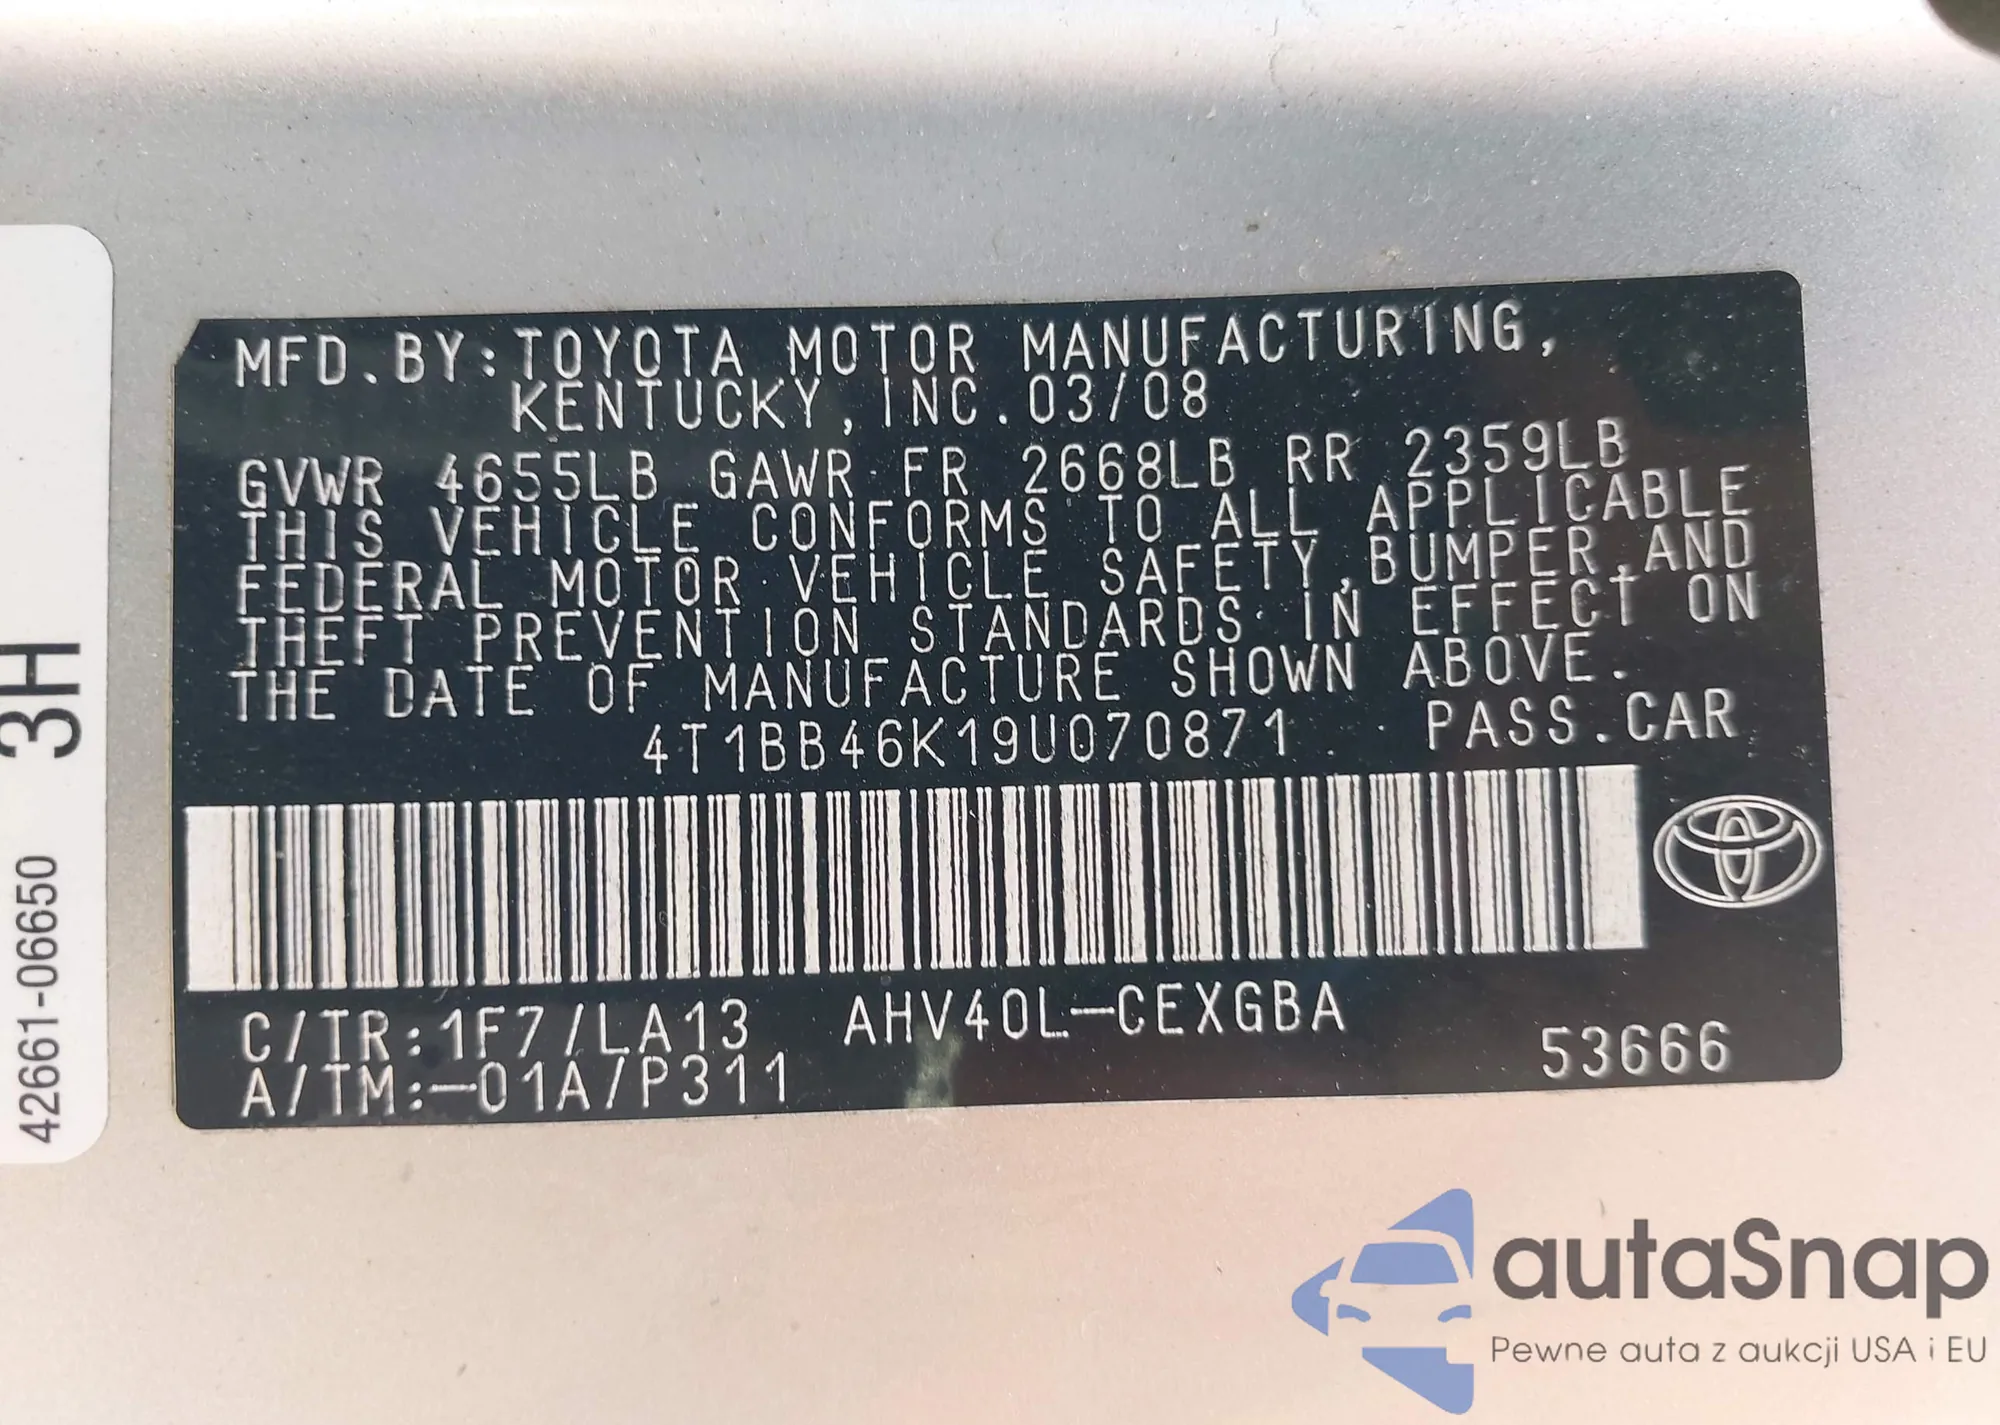 MFD.BY:TOYOTA MOTOR MANUFACTURING,
KENTUCKY,INC.03/08
GVWR 4655LB GAWR FR 2668LB RR 2359LB
THIS VEHICLE CONFORMS TO ALL APPLICABLE
FEDERAL MOTOR VEHICLE SAFETY,BUMPER,AND
THEFT PREVENTION STANDARDS IN EFFECT ON
THE DATE OF MANUFACTURE SHOWN ABOVE.
4T1BB46K19U070871 PASS.CAR
C/TR:1F7/LA13 AHV40L-CEXGBA
A/TM:-01A/P311 53666
42661-06650 3H
autaSnap
Pewne auta z aukcji USA i EU